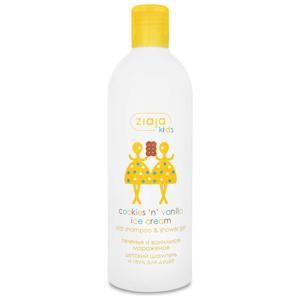 ziaja
kids
cookies 'n' vanilla
ice cream
kids shampoo & shower gel
печенье и ванильное
мороженое
детский шампунь
и гель для душа